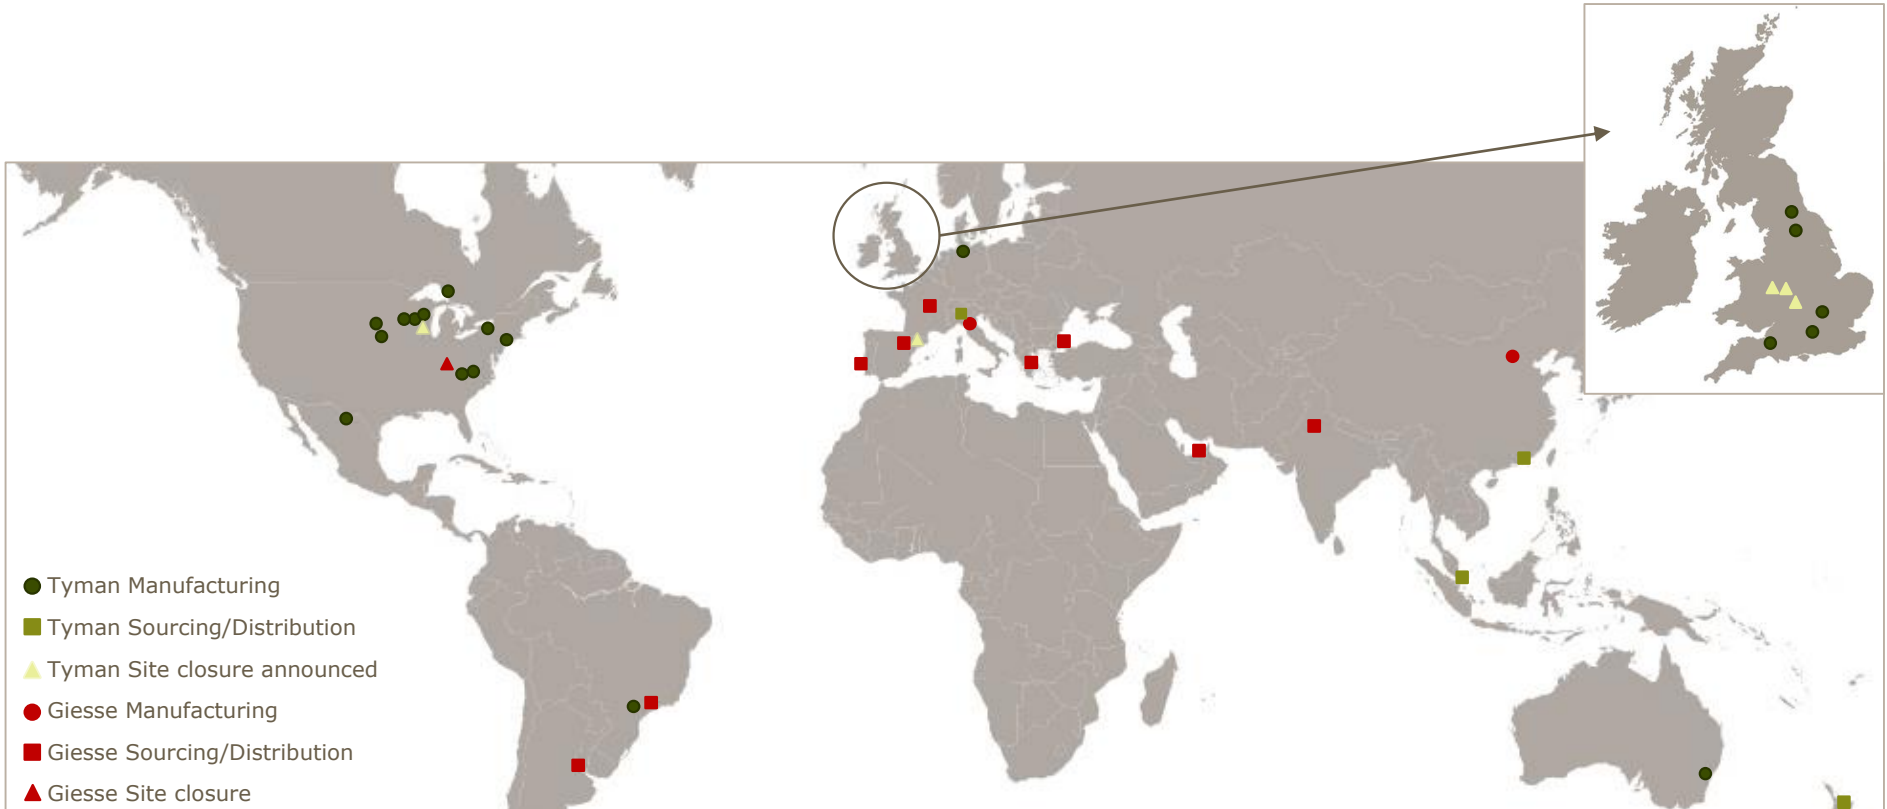 Tyman Manufacturing
Tyman Sourcing/Distribution
Tyman Site closure announced
Giesse Manufacturing
Giesse Sourcing/Distribution
Giesse Site closure